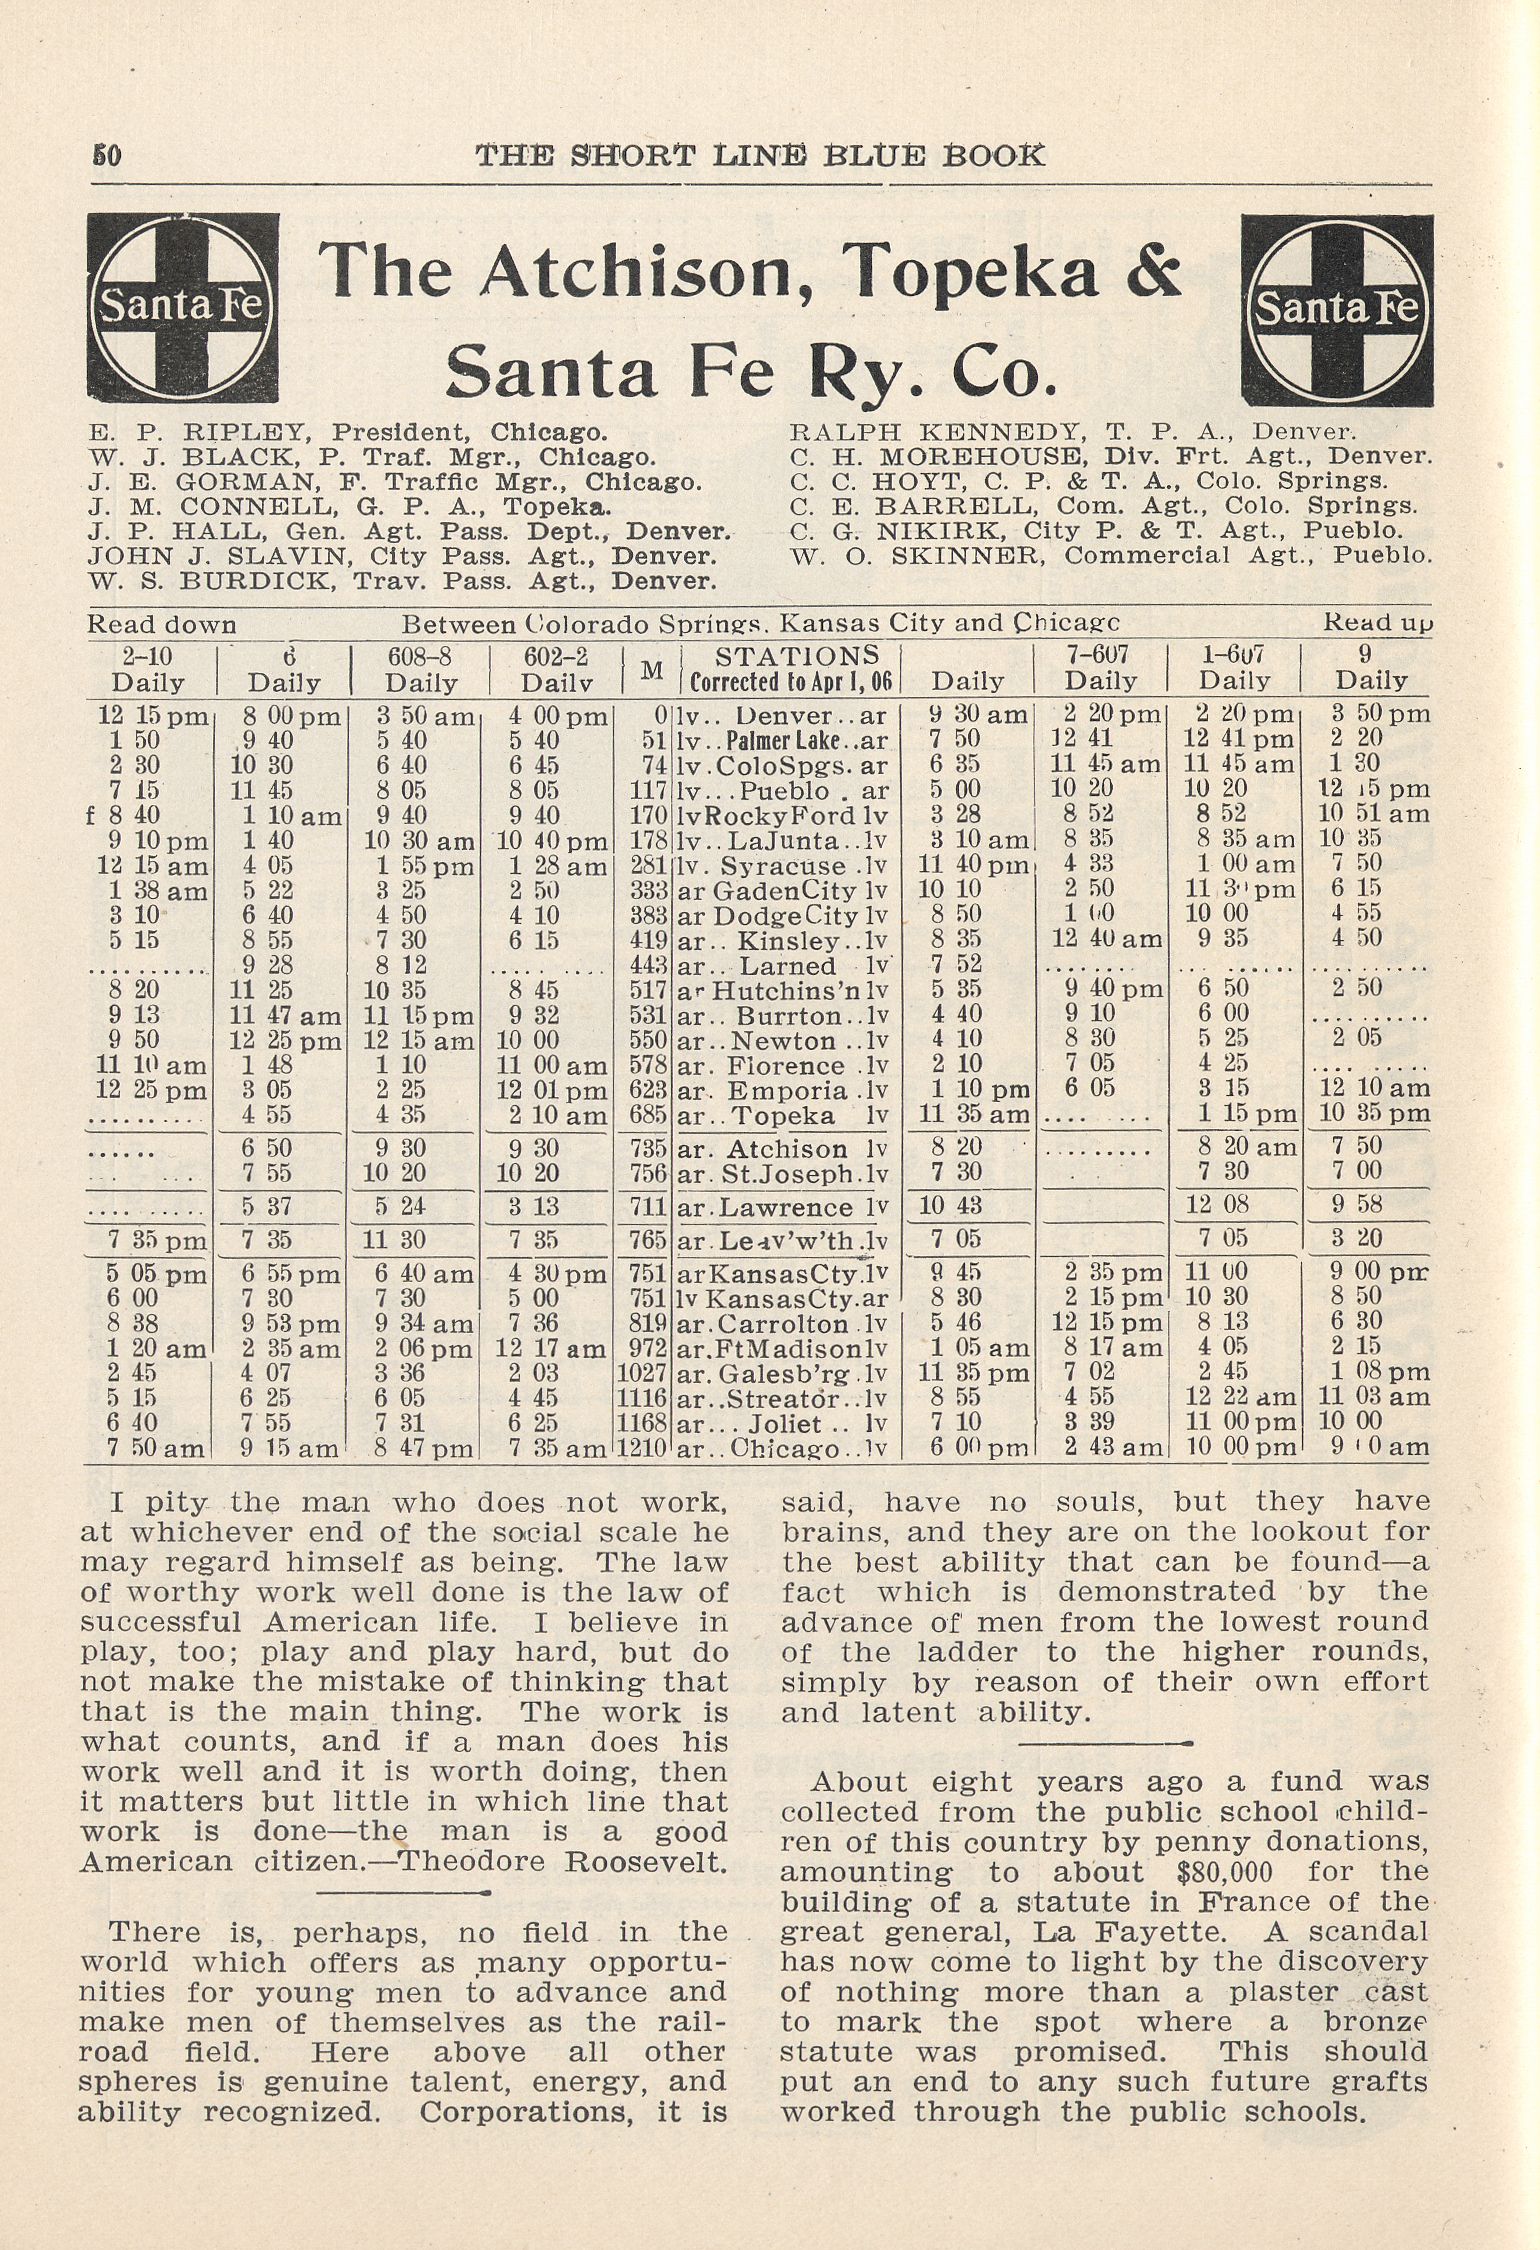 50 THE SHORT LINE BLUE BOOK
Santa Fe
The Atchison, Topeka &
Santa Fe Ry. Co.
Santa Fe
E. P. RIPLEY, President, Chicago.
W. J. BLACK, P. Traf. Mgr., Chicago.
J. E. GORMAN, F. Traffic Mgr., Chicago.
J. M. CONNELL, G. P. A., Topeka.
J. P. HALL, Gen. Agt. Pass. Dept., Denver.
JOHN J. SLAVIN, City Pass. Agt., Denver.
W. S. BURDICK, Trav. Pass. Agt., Denver.
RALPH KENNEDY, T. P. A., Denver.
C. H. MOREHOUSE, Div. Frt. Agt., Denver.
C. C. HOYT, C. P. & T. A., Colo. Springs.
C. E. BARRELL, Com. Agt., Colo. Springs.
C. G. NIKIRK, City P. & T. Agt., Pueblo.
W. O. SKINNER, Commercial Agt., Pueblo.
Read down Between Colorado Springs, Kansas City and Chicago Read up
2-10 6 608-8 602-2 M STATIONS 7-607 1-607 9
Daily Daily Daily Daily Corrected to Apr 1, 06 Daily Daily Daily Daily
12 15 pm 8 00 pm 3 50 am 4 00 pm 0 lv.. Denver..ar 9 30 am 2 20 pm 2 20 pm 3 50 pm
1 50 9 40 5 40 5 40 51 lv..Palmer Lake..ar 7 50 12 41 12 41 pm 2 20
2 30 10 30 6 40 6 45 74 lv.ColoSpgs. ar 6 35 11 45 am 11 45 am 1 30
7 15 11 45 8 05 8 05 117 lv...Pueblo . ar 5 00 10 20 10 20 12 15 pm
f 8 40 1 10 am 9 40 9 40 170 lvRockyFord lv 3 28 8 52 8 52 10 51 am
9 10 pm 1 40 10 30 am 10 40 pm 178 lv..LaJunta..lv 3 10 am 8 35 8 35 am 10 35
12 15 am 4 05 1 55 pm 1 28 am 281 lv. Syracuse .lv 11 40 pm 4 33 1 00 am 7 50
1 38 am 5 22 3 25 2 50 333 ar GadenCity lv 10 10 2 50 11 30 pm 6 15
3 10 6 40 4 50 4 10 383 ar DodgeCity lv 8 50 1 00 10 00 4 55
5 15 8 55 7 30 6 15 419 ar.. Kinsley..lv 8 35 12 40 am 9 35 4 50
.......... 9 28 8 12 .......... 443 ar.. Larned lv 7 52 ........ .......... ..........
8 20 11 25 10 35 8 45 517 ar Hutchins'n lv 5 35 9 40 pm 6 50 2 50
9 13 11 47 am 11 15 pm 9 32 531 ar.. Burrton..lv 4 40 9 10 6 00 ..........
9 50 12 25 pm 12 15 am 10 00 550 ar..Newton ..lv 4 10 8 30 5 25 2 05
11 10 am 1 48 1 10 11 00 am 578 ar. Florence .lv 2 10 7 05 4 25 ..........
12 25 pm 3 05 2 25 12 01 pm 623 ar. Emporia .lv 1 10 pm 6 05 3 15 12 10 am
.......... 4 55 4 35 2 10 am 685 ar.. Topeka lv 11 35 am ......... 1 15 pm 10 35 pm
...... 6 50 9 30 9 30 735 ar. Atchison lv 8 20 ......... 8 20 am 7 50
... ... 7 55 10 20 10 20 756 ar. St.Joseph.lv 7 30 7 30 7 00
.......... 5 37 5 24 3 13 711 ar.Lawrence lv 10 43 12 08 9 58
7 35 pm 7 35 11 30 7 35 765 ar.Leav'w'th.lv 7 05 7 05 3 20
5 05 pm 6 55 pm 6 40 am 4 30 pm 751 arKansasCty.lv 9 45 2 35 pm 11 00 9 00 pm
6 00 7 30 7 30 5 00 751 lv KansasCty.ar 8 30 2 15 pm 10 30 8 50
8 38 9 53 pm 9 34 am 7 36 819 ar.Carrolton.lv 5 46 12 15 pm 8 13 6 30
1 20 am 2 35 am 2 06 pm 12 17 am 972 ar.FtMadisonlv 1 05 am 8 17 am 4 05 2 15
2 45 4 07 3 36 2 03 1027 ar. Galesb'rg.lv 11 35 pm 7 02 2 45 1 08 pm
5 15 6 25 6 05 4 45 1116 ar..Streator..lv 8 55 4 55 12 22 am 11 03 am
6 40 7 55 7 31 6 25 1168 ar... Joliet .. lv 7 10 3 39 11 00 pm 10 00
7 50 am 9 15 am 8 47 pm 7 35 am 1210 ar..Chicago..lv 6 00 pm 2 43 am 10 00 pm am
I pity the man who does not work,
at whichever end of the social scale he
may regard himself as being. The law
of worthy work well done is the law of
successful American life. I believe in
play, too; play and play hard, but do
not make the mistake of thinking that
that is the main thing. The work is
what counts, and if a man does his
work well and it is worth doing, then
it matters but little in which line that
work is done—the man is a good
American citizen.—Theodore Roosevelt.
There is, perhaps, no field in the
world which offers as many opportu-
nities for young men to advance and
make men of themselves as the rail-
road field. Here above all other
spheres is genuine talent, energy, and
ability recognized. Corporations, it is
said, have no souls, but they have
brains, and they are on the lookout for
the best ability that can be found—a
fact which is demonstrated by the
advance of men from the lowest round
of the ladder to the higher rounds,
simply by reason of their own effort
and latent ability.
About eight years ago a fund was
collected from the public school child-
ren of this country by penny donations,
amounting to about $80,000 for the
building of a statute in France of the
great general, La Fayette. A scandal
has now come to light by the discovery
of nothing more than a plaster cast
to mark the spot where a bronze
statute was promised. This should
put an end to any such future grafts
worked through the public schools.